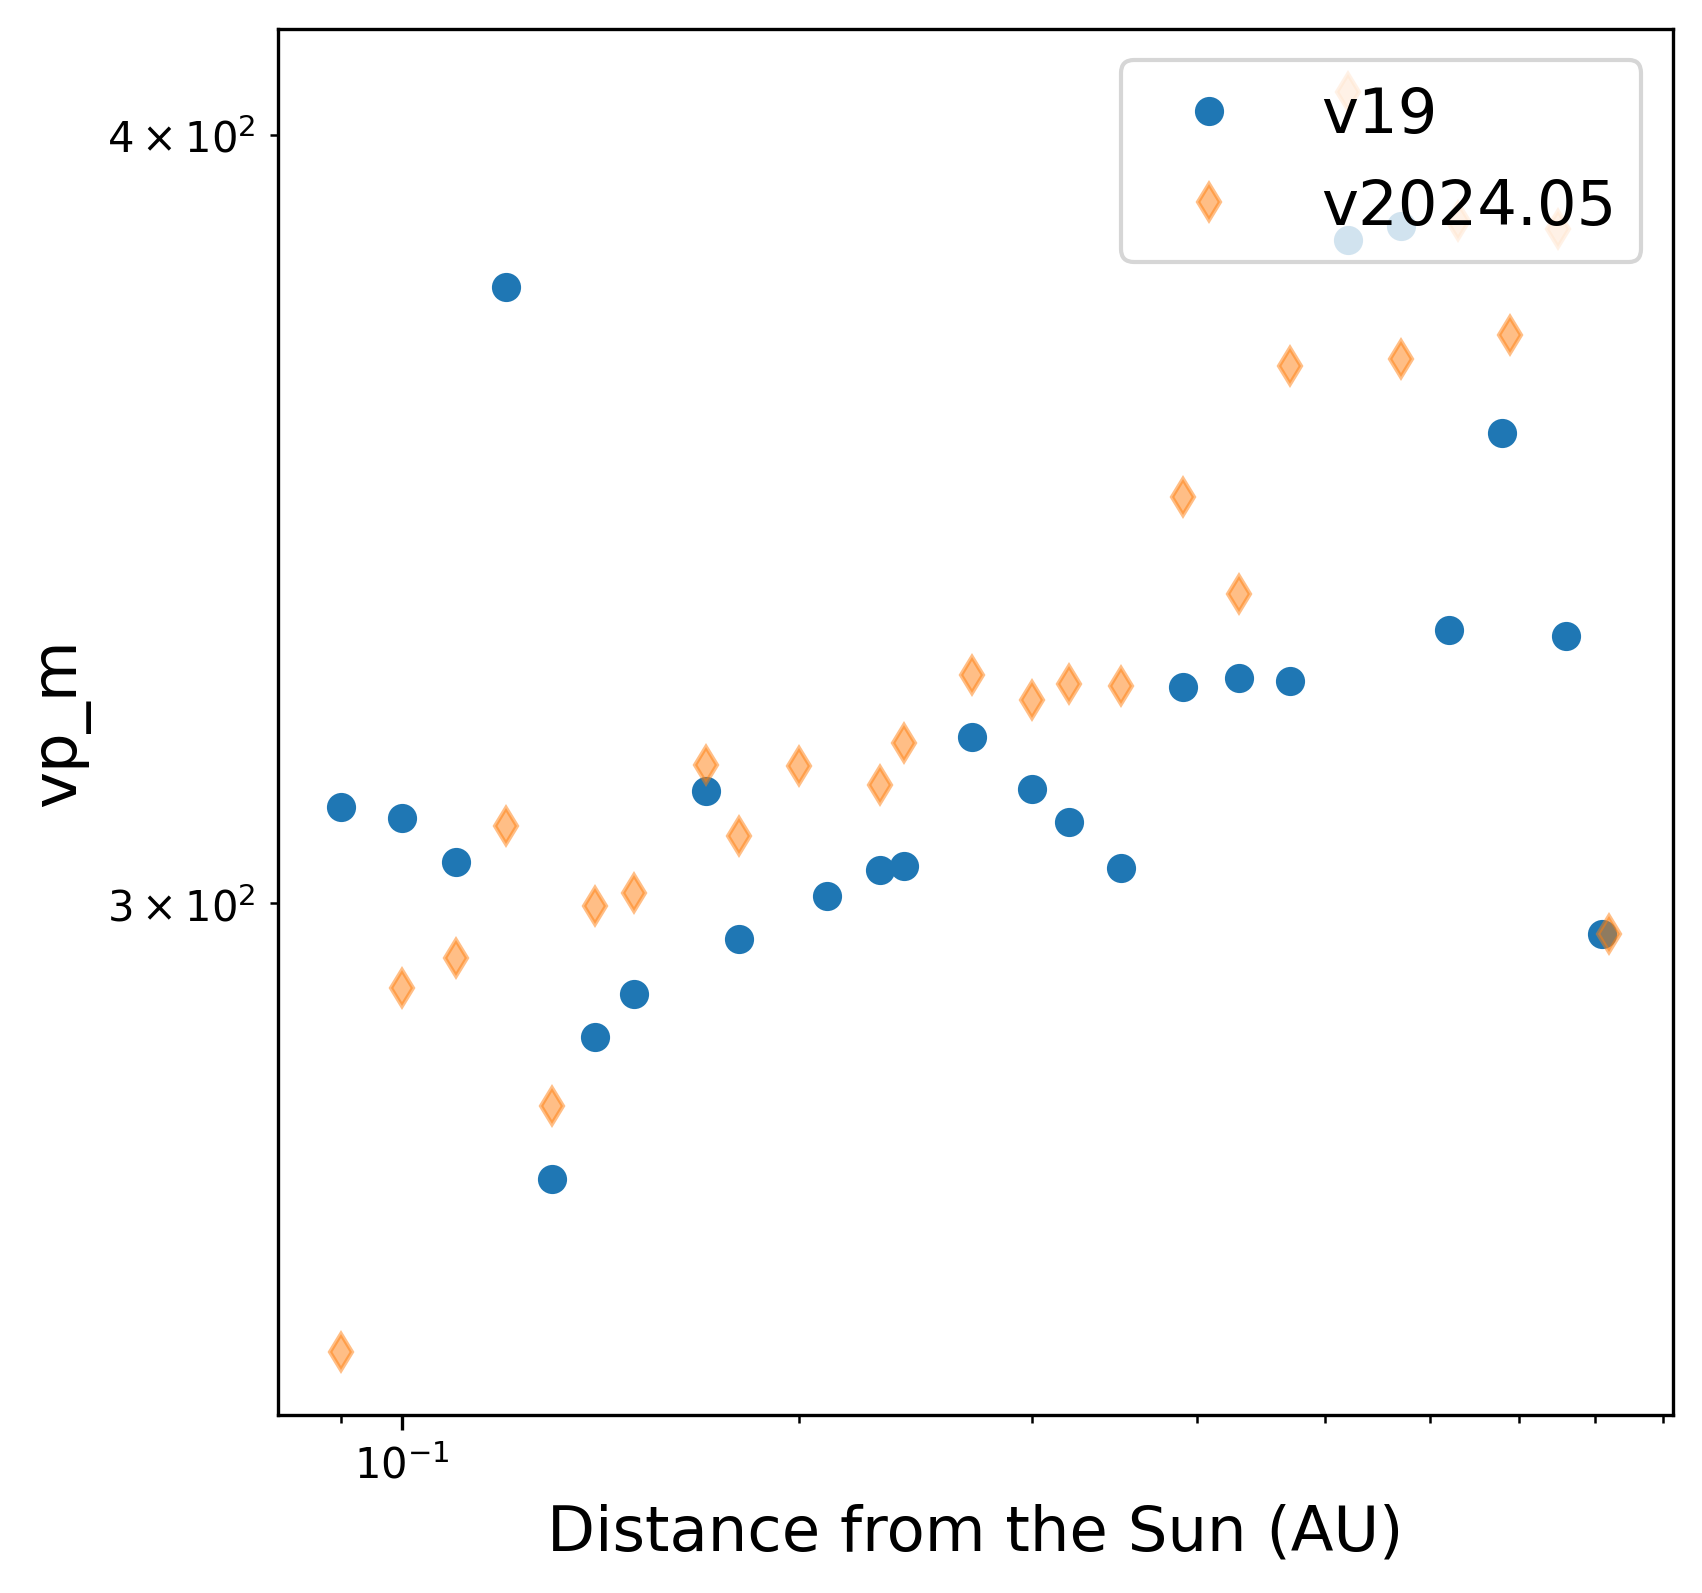 v19
v2024.05
4 × 10²
3 × 10²
vp_m
10⁻¹
Distance from the Sun (AU)